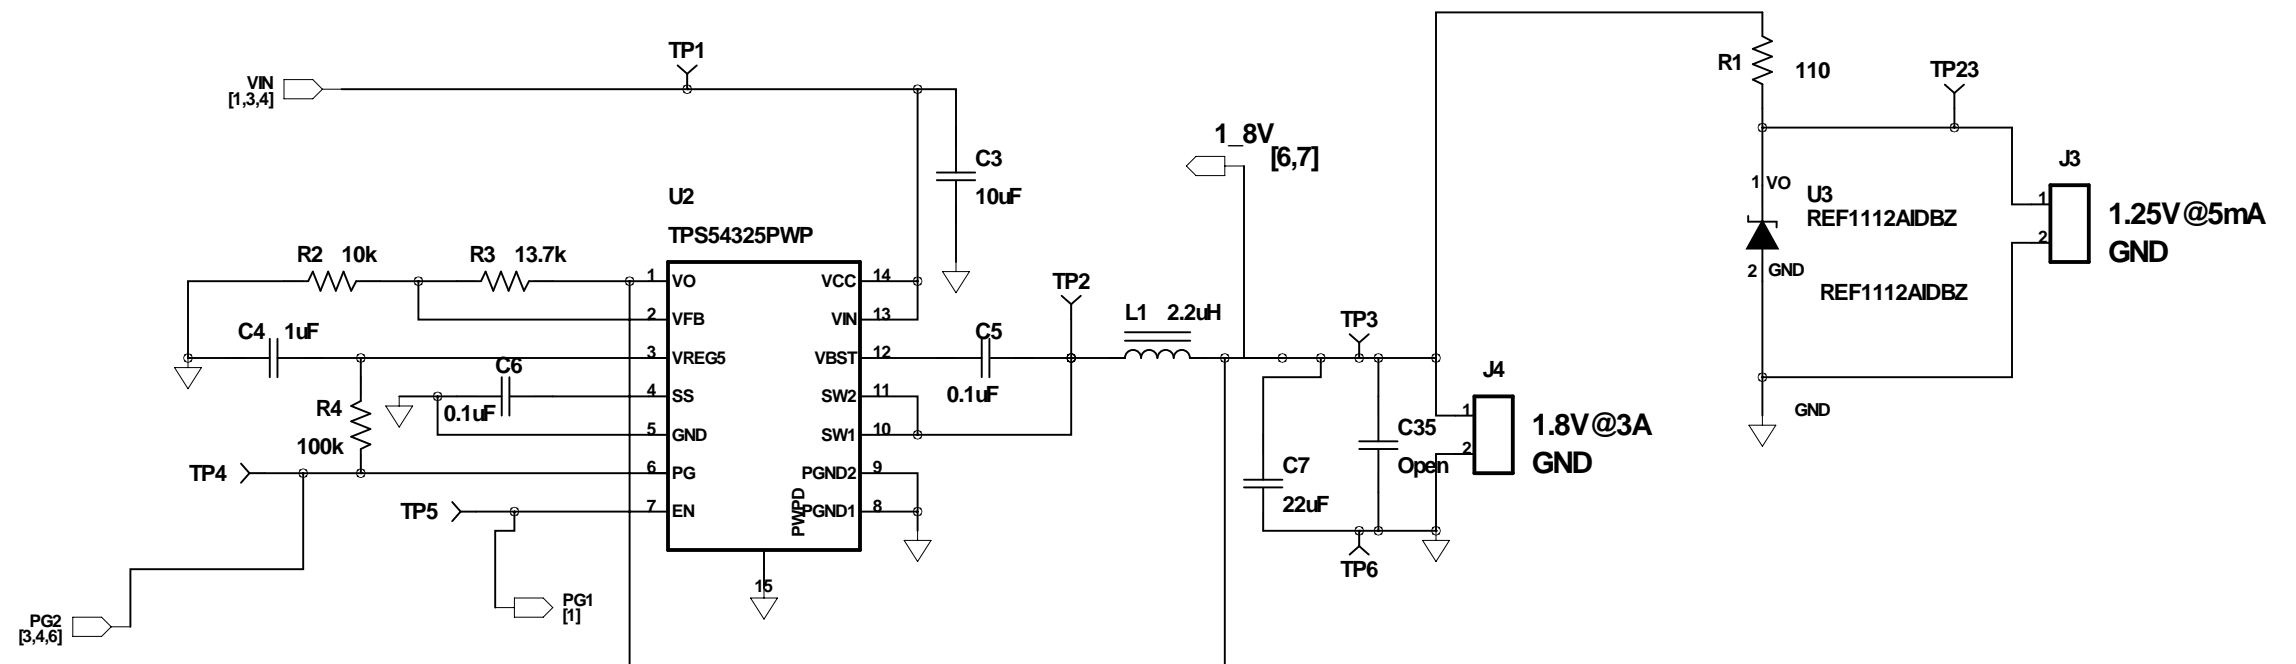 TP1
VIN
[1,3,4]
R1
110
TP23
1_8V
[6,7]
C3
10uF
J3
1
2
1.25V@5mA
GND
1
VO
U3
REF1112AIDBZ
2
GND
REF1112AIDBZ
GND
U2
TPS54325PWP
R2
10k
R3
13.7k
1
VO
VCC
14
2
VFB
VIN
13
3
VREG5
VBST
12
4
SS
SW2
11
5
GND
SW1
10
6
PG
PGND2
9
7
EN
PGND1
8
PWPD
15
C4
1uF
C6
0.1uF
R4
100k
TP4
TP5
PG1
[1]
PG2
[3,4,6]
C5
0.1uF
TP2
L1
2.2uH
TP3
J4
1
2
1.8V@3A
GND
C35
Open
C7
22uF
TP6